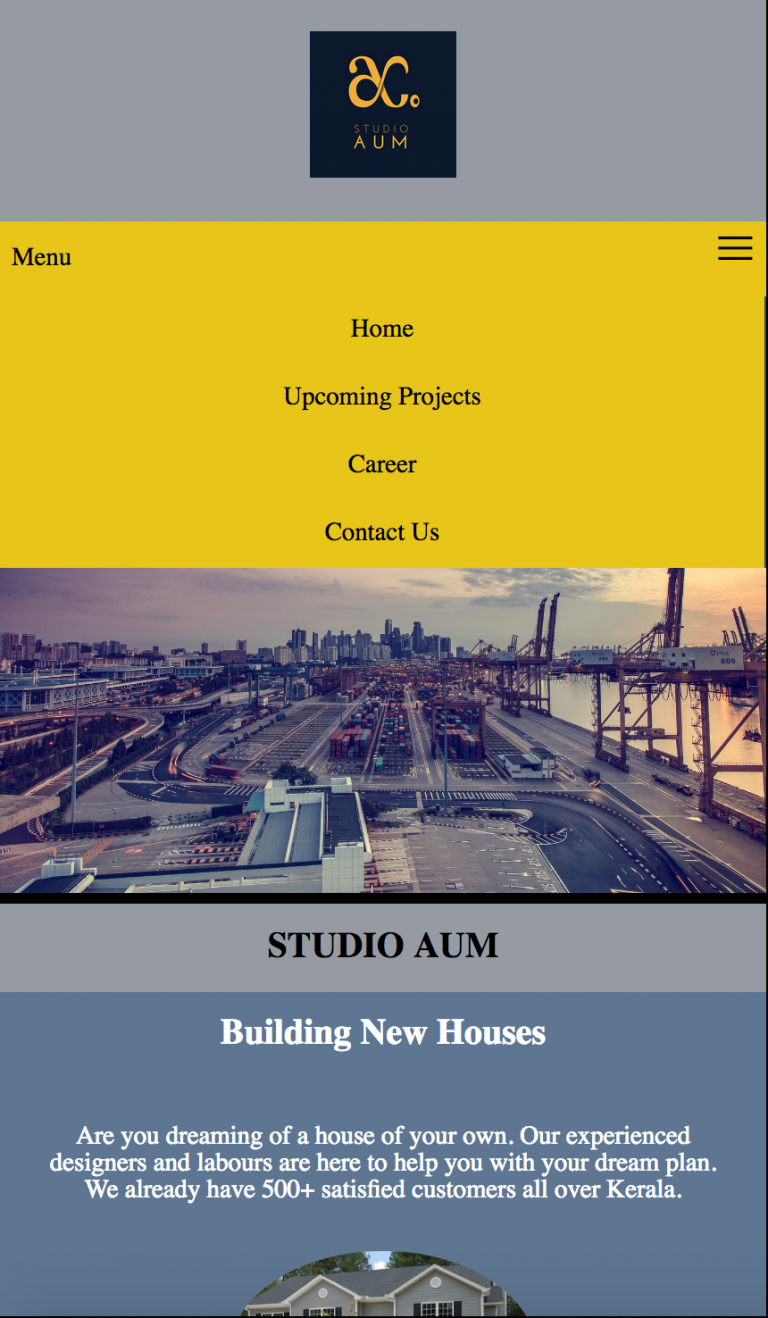 ac.
STUDIO
AUM
Menu
Home
Upcoming Projects
Career
Contact Us
606
STUDIO AUM
Building New Houses
Are you dreaming of a house of your own. Our experienced
designers and labours are here to help you with your dream plan.
We already have 500+ satisfied customers all over Kerala.